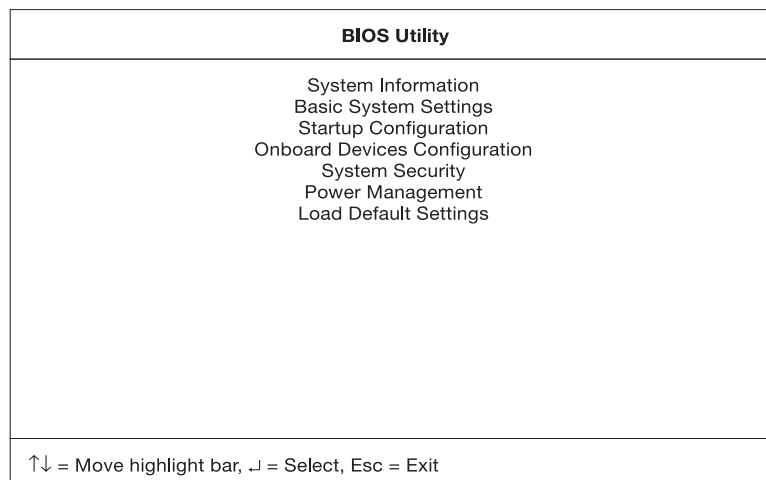 BIOS Utility
System Information
Basic System Settings
Startup Configuration
Onboard Devices Configuration
System Security
Power Management
Load Default Settings
↑↓ = Move highlight bar, ↵ = Select, Esc = Exit